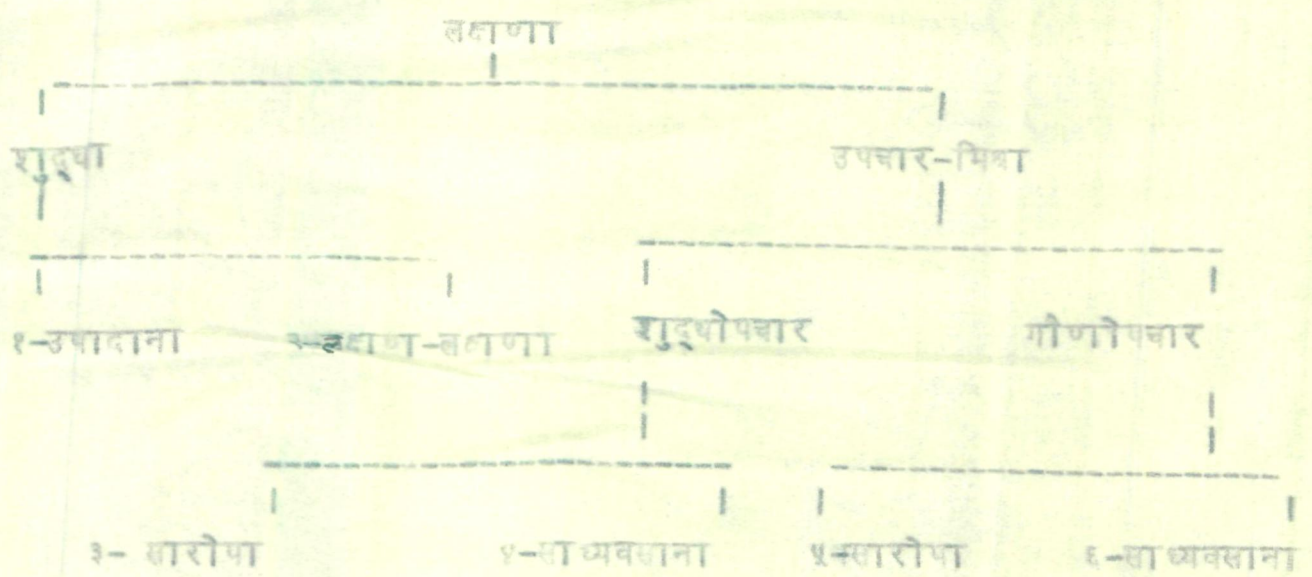 लक्षणा
शुद्धा उपचार-मिश्रा
१-उपादाना २-लक्षण-लक्षणा शुद्धोपचार गौणोपचार
३- सारोपा ४-साध्यवसाना ५-सारोपा ६-साध्यवसाना